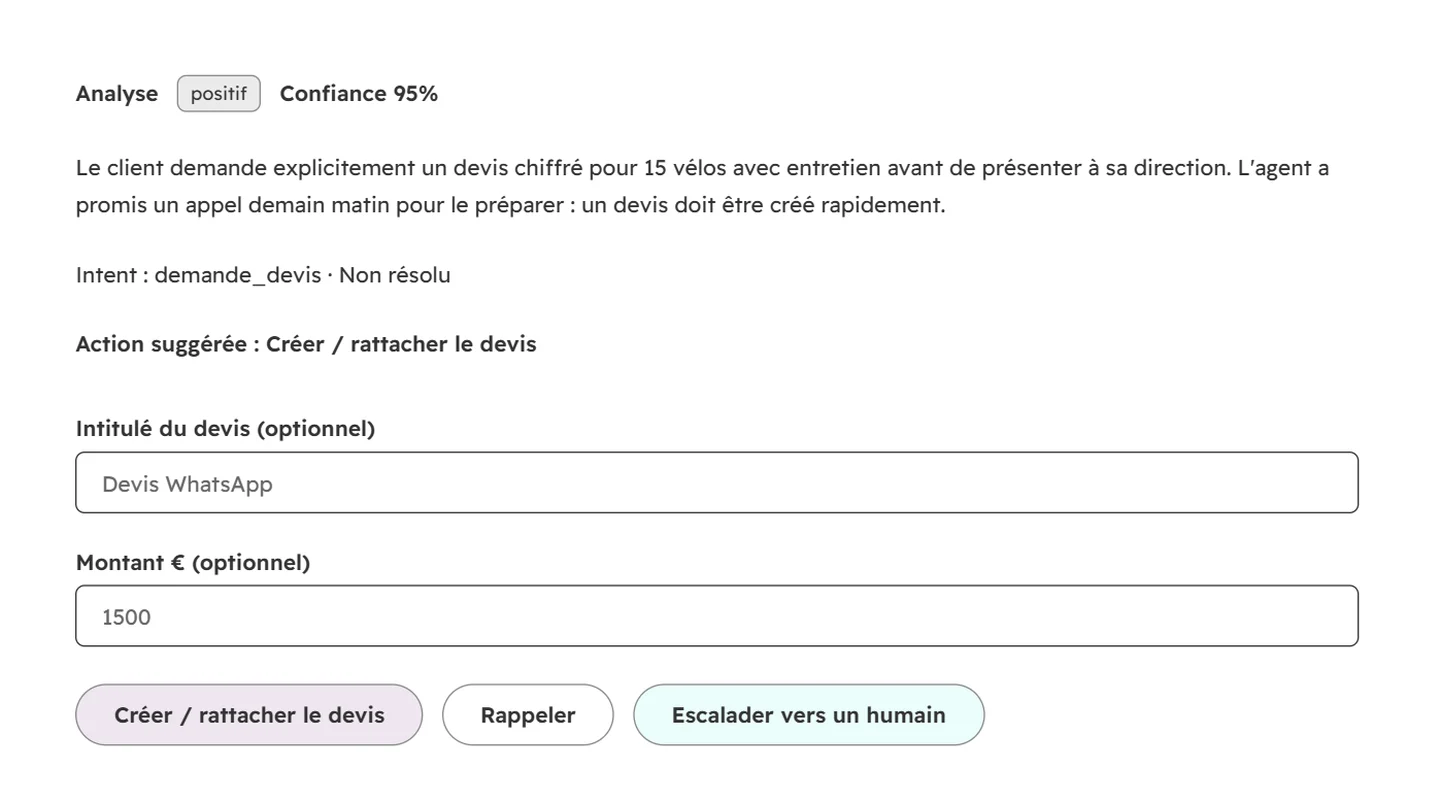 Analyse positif Confiance 95%
Le client demande explicitement un devis chiffré pour 15 vélos avec entretien avant de présenter à sa direction. L'agent a
promis un appel demain matin pour le préparer : un devis doit être créé rapidement.
Intent : demande_devis · Non résolu
Action suggérée : Créer / rattacher le devis
Intitulé du devis (optionnel)
Devis WhatsApp
Montant € (optionnel)
1500
Créer / rattacher le devis Rappeler Escalader vers un humain